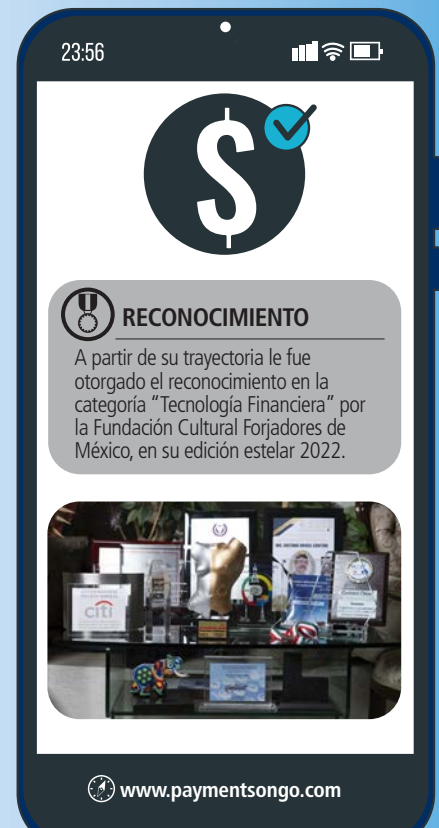 23:56
$
RECONOCIMIENTO
A partir de su trayectoria le fue
otorgado el reconocimiento en la
categoría “Tecnología Financiera” por
la Fundación Cultural Forjadores de
México, en su edición estelar 2022.
citi
www.paymentsongo.com